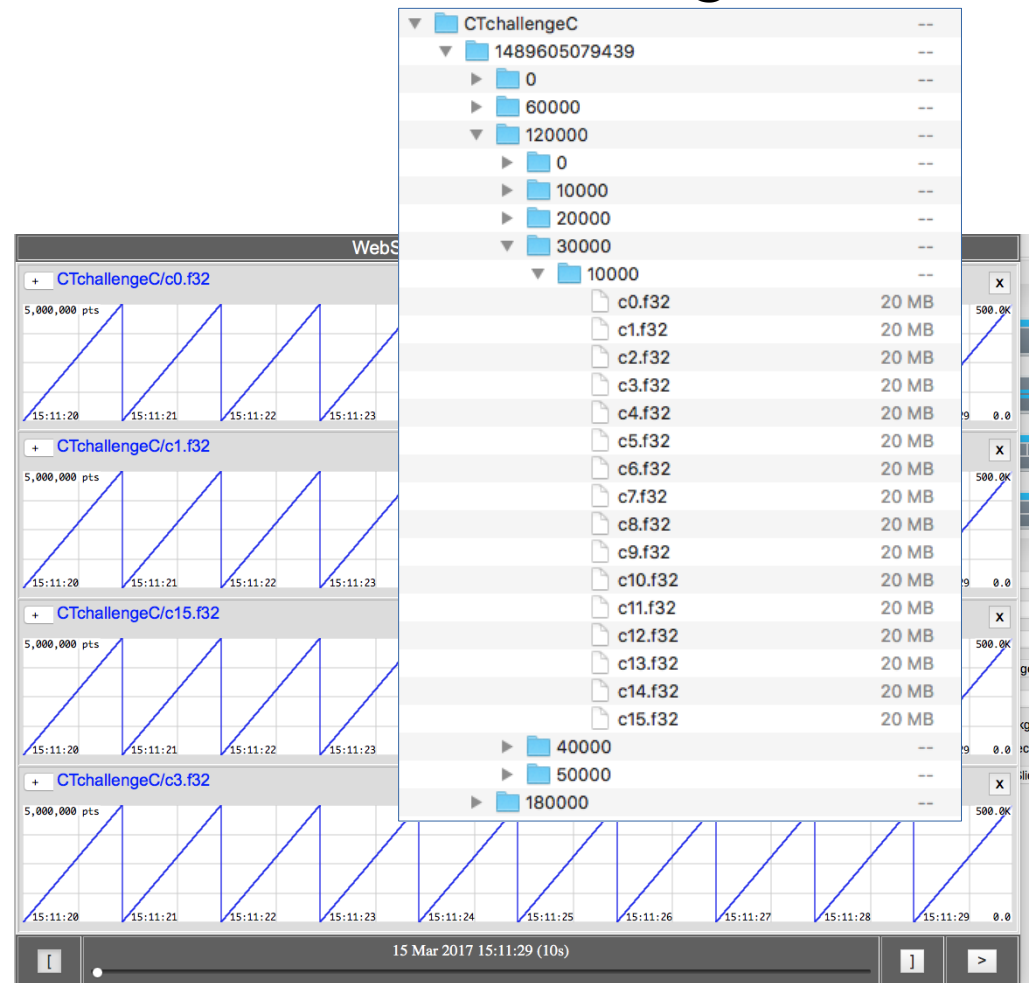 CTchallengeC --
1489605079439 --
0 --
60000 --
120000 --
0 --
10000 --
20000 --
30000 --
10000 --
c0.f32 20 MB
c1.f32 20 MB
c2.f32 20 MB
c3.f32 20 MB
c4.f32 20 MB
c5.f32 20 MB
c6.f32 20 MB
c7.f32 20 MB
c8.f32 20 MB
c9.f32 20 MB
c10.f32 20 MB
c11.f32 20 MB
c12.f32 20 MB
c13.f32 20 MB
c14.f32 20 MB
c15.f32 20 MB
40000 --
50000 --
180000 --
WebS
+ CTchallengeC/c0.f32 x
5,000,000 pts 500.0K
15:11:20 15:11:21 15:11:22 15:11:23 9 0.0
+ CTchallengeC/c1.f32 x
5,000,000 pts 500.0K
15:11:20 15:11:21 15:11:22 15:11:23 9 0.0
+ CTchallengeC/c15.f32 x
5,000,000 pts 500.0K
15:11:20 15:11:21 15:11:22 15:11:23 9 0.0
+ CTchallengeC/c3.f32 x
5,000,000 pts 500.0K
15:11:20 15:11:21 15:11:22 15:11:23 15:11:24 15:11:25 15:11:26 15:11:27 15:11:28 15:11:29 0.0
[ 15 Mar 2017 15:11:29 (10s) ] >